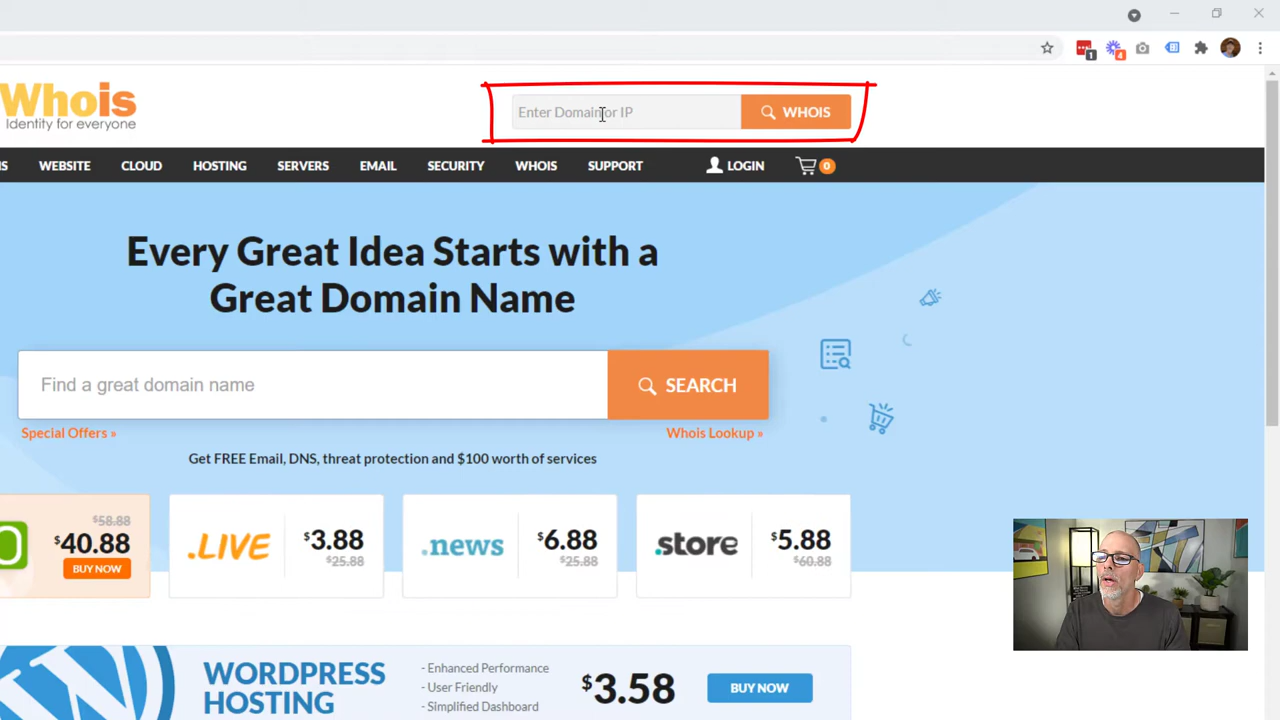 1
4
Whois
Identity for everyone
Enter Domain or IP
WHOIS
WEBSITE
CLOUD
HOSTING
SERVERS
EMAIL
SECURITY
WHOIS
SUPPORT
LOGIN
0
Every Great Idea Starts with a
Great Domain Name
Find a great domain name
SEARCH
Special Offers »
Whois Lookup »
Get FREE Email, DNS, threat protection and $100 worth of services
$58.88
$40.88
BUY NOW
.LIVE
$3.88
$25.88
.news
$6.88
$25.88
.store
$5.88
$60.88
WORDPRESS
HOSTING
- Enhanced Performance
- User Friendly
- Simplified Dashboard
$3.58
BUY NOW